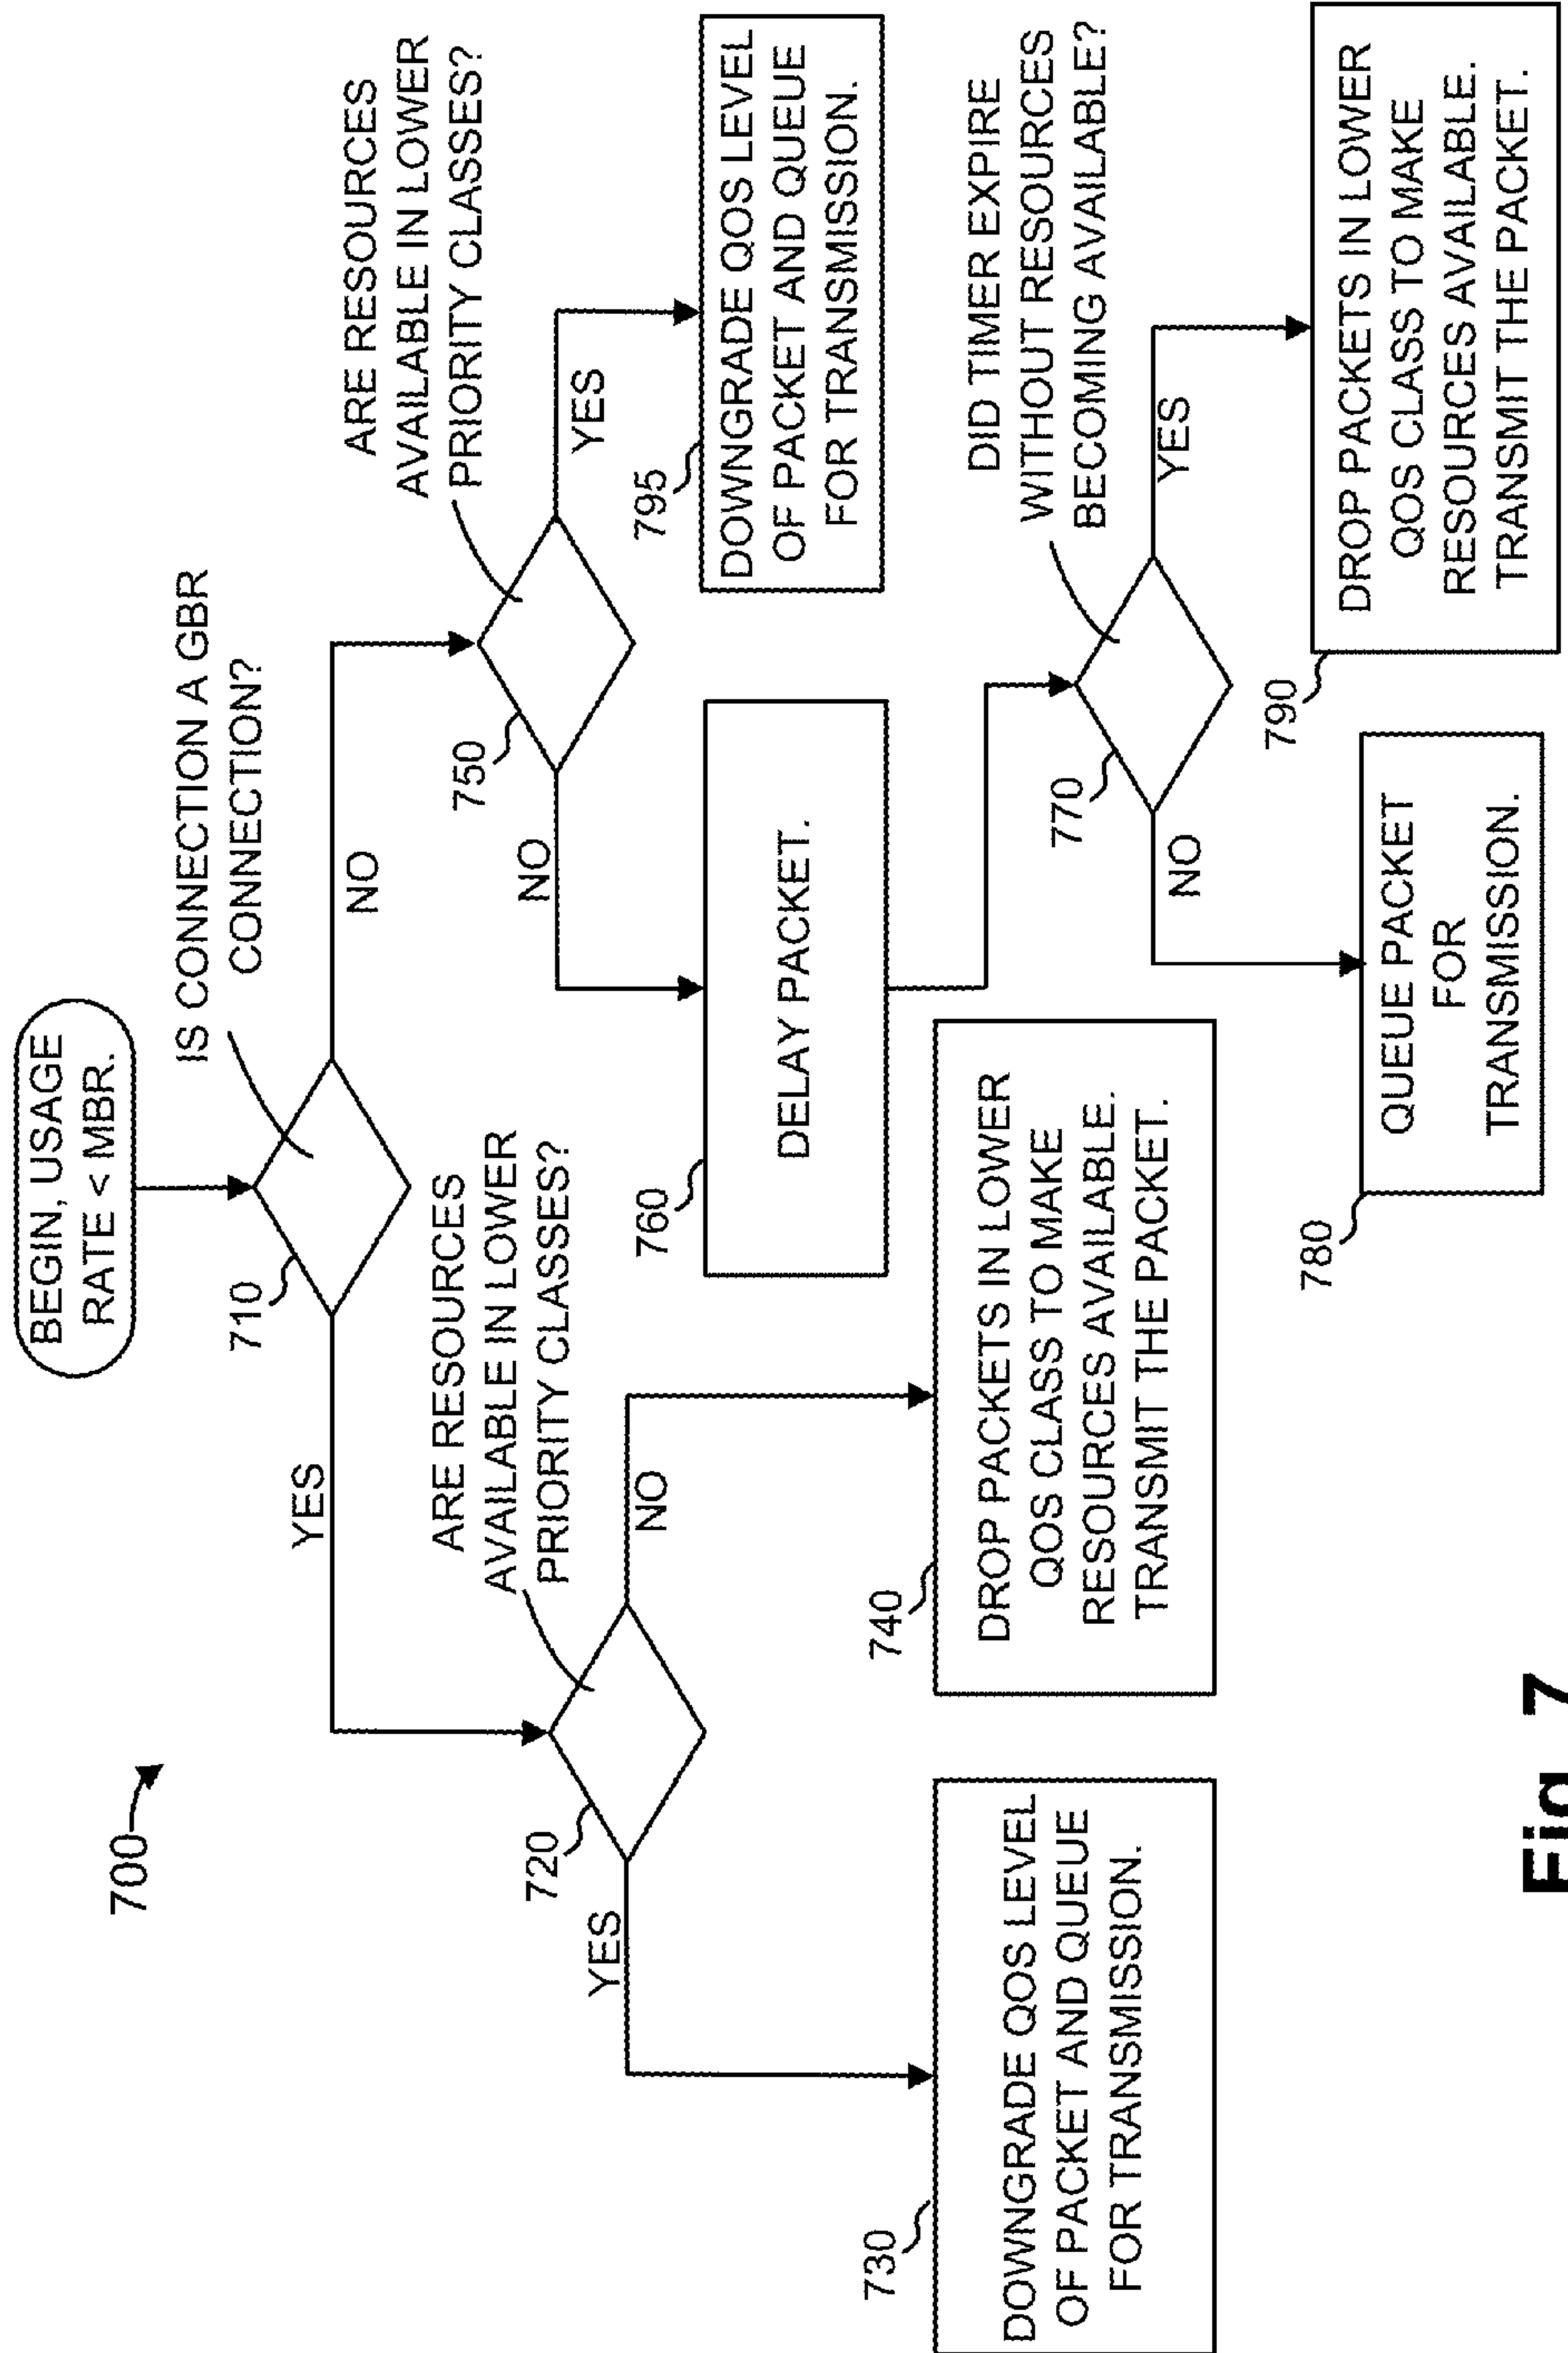 700
BEGIN, USAGE
RATE < MBR.
IS CONNECTION A GBR
CONNECTION?
710
YES
NO
ARE RESOURCES
AVAILABLE IN LOWER
PRIORITY CLASSES?
720
YES
NO
730
DOWNGRADE QOS LEVEL
OF PACKET AND QUEUE
FOR TRANSMISSION.
740
DROP PACKETS IN LOWER
QOS CLASS TO MAKE
RESOURCES AVAILABLE.
TRANSMIT THE PACKET.
ARE RESOURCES
AVAILABLE IN LOWER
PRIORITY CLASSES?
750
NO
YES
760
DELAY PACKET.
795
DOWNGRADE QOS LEVEL
OF PACKET AND QUEUE
FOR TRANSMISSION.
DID TIMER EXPIRE
WITHOUT RESOURCES
BECOMING AVAILABLE?
770
NO
YES
780
QUEUE PACKET
FOR
TRANSMISSION.
790
DROP PACKETS IN LOWER
QOS CLASS TO MAKE
RESOURCES AVAILABLE.
TRANSMIT THE PACKET.
Fig. 7